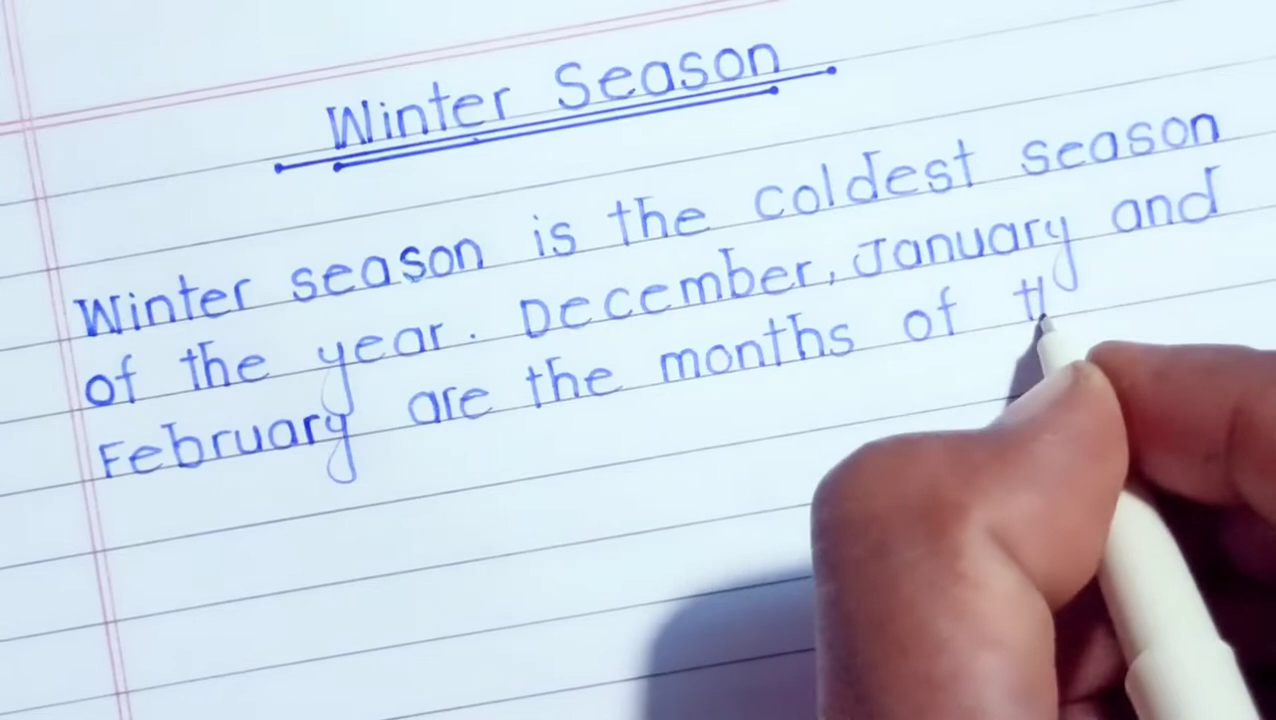 Winter Season
Winter season is the coldest season
of the year. December, January and
February are the months of th